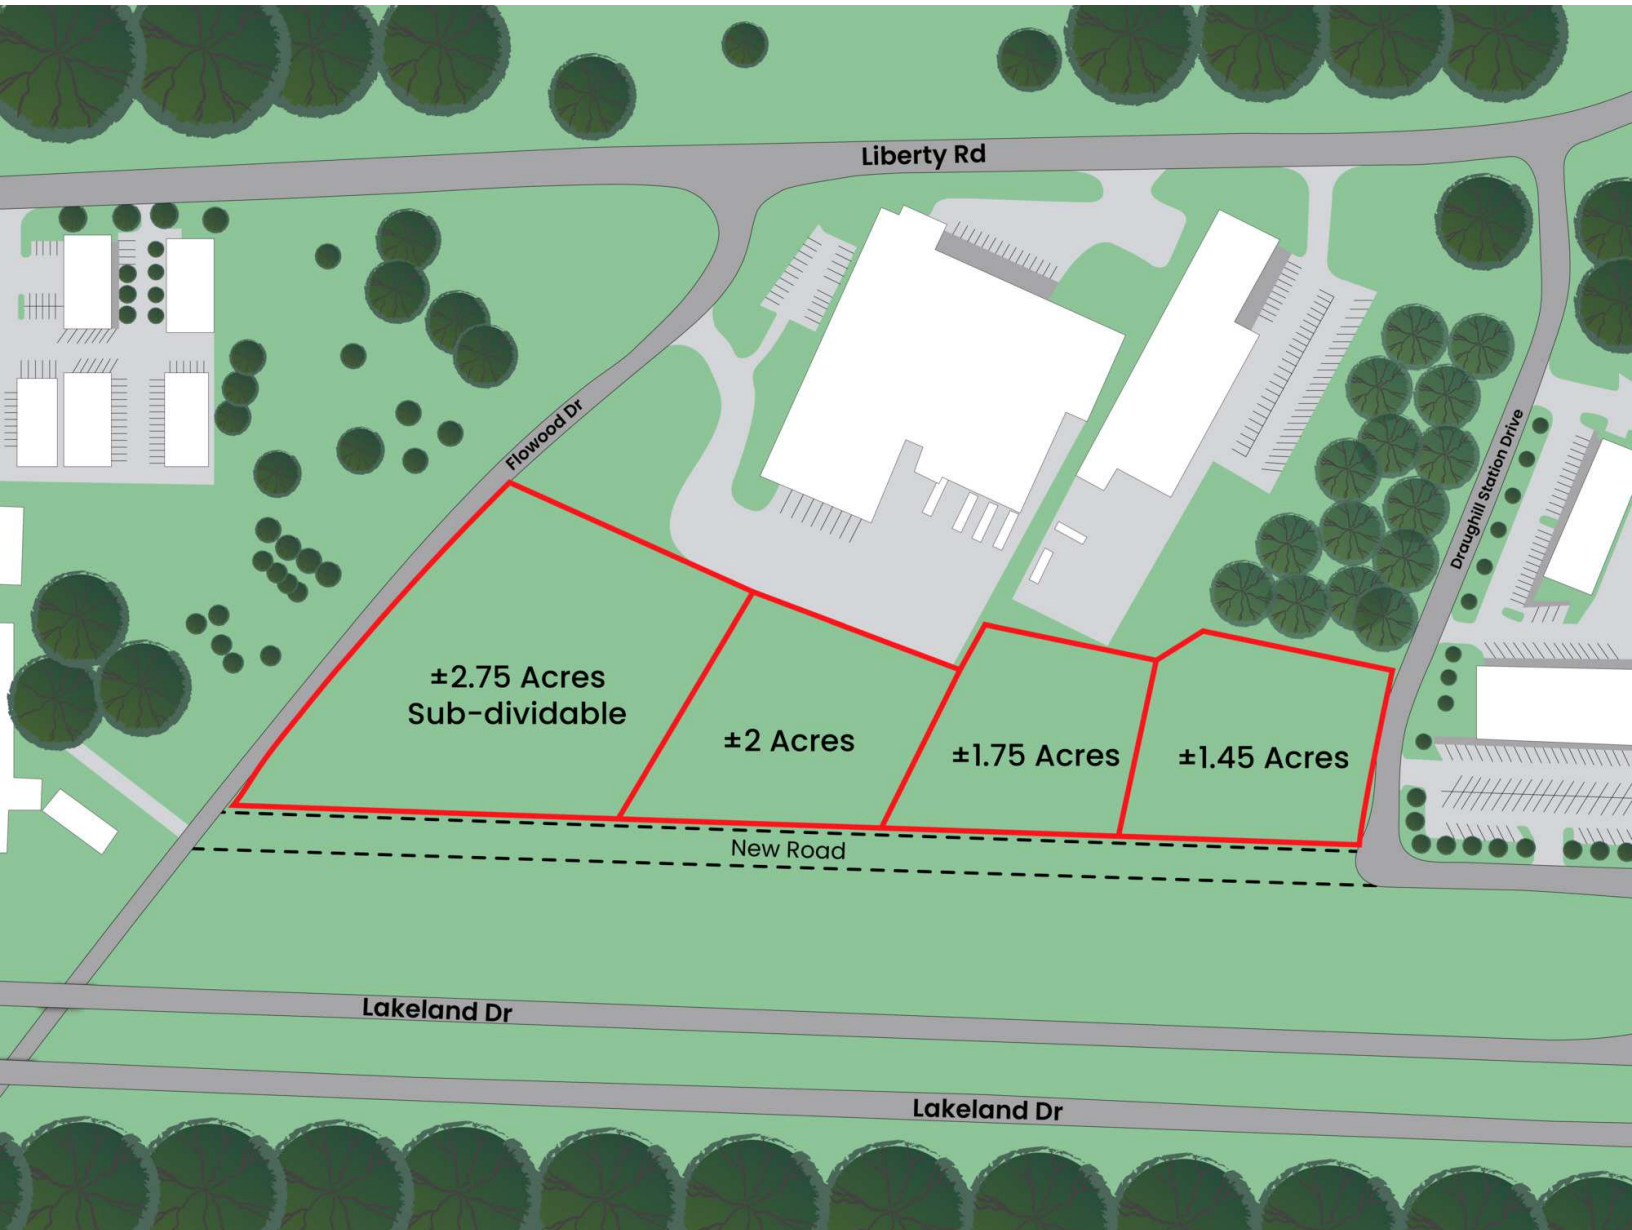 Liberty Rd
Flowood Dr
Draughill Station Drive
±2.75 Acres
Sub-dividable
±2 Acres
±1.75 Acres
±1.45 Acres
New Road
Lakeland Dr
Lakeland Dr